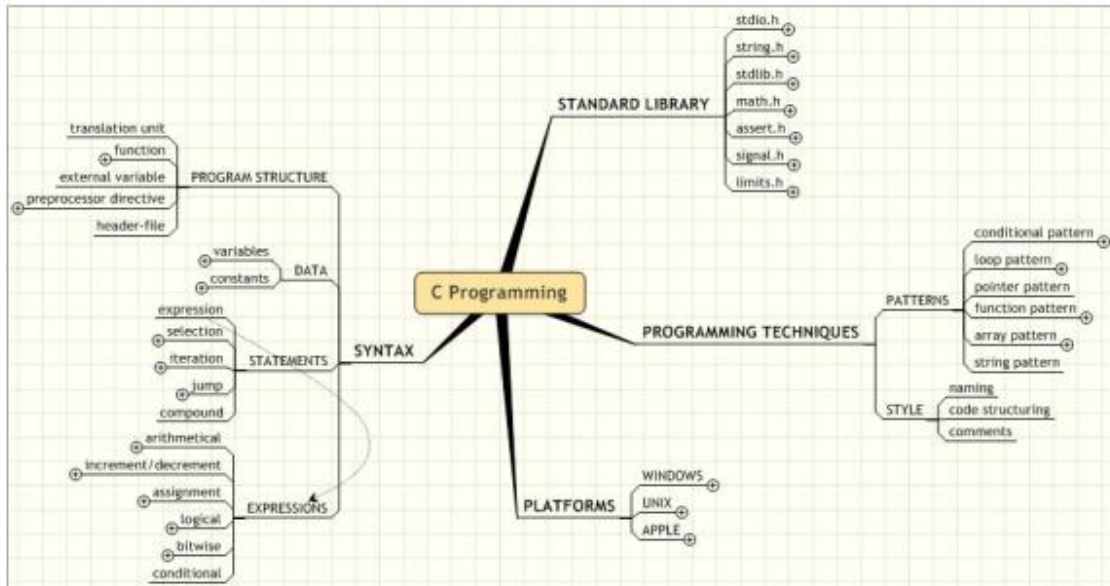 C Programming
STANDARD LIBRARY
stdio.h
string.h
stdlib.h
math.h
assert.h
signal.h
limits.h
PROGRAMMING TECHNIQUES
PATTERNS
conditional pattern
loop pattern
pointer pattern
function pattern
array pattern
string pattern
STYLE
naming
code structuring
comments
PLATFORMS
WINDOWS
UNIX
APPLE
SYNTAX
PROGRAM STRUCTURE
translation unit
function
external variable
preprocessor directive
header-file
DATA
variables
constants
STATEMENTS
expression
selection
iteration
jump
compound
EXPRESSIONS
arithmetical
increment/decrement
assignment
logical
bitwise
conditional